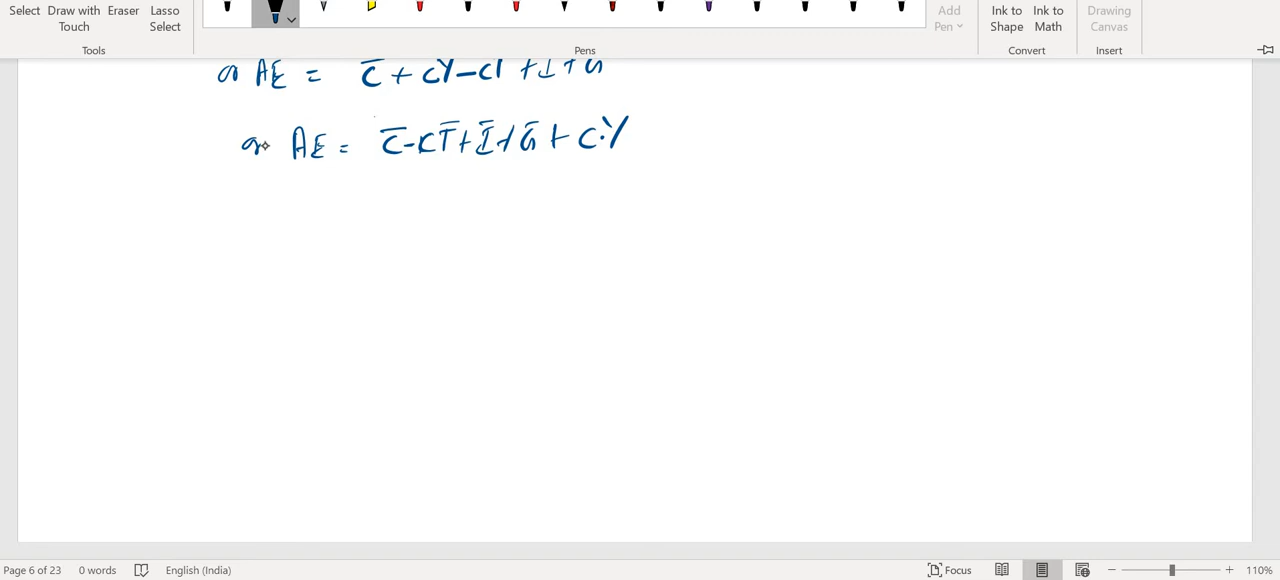 Select Draw with Touch Eraser Lasso Select
Add Pen
Ink to Shape Ink to Math
Drawing Canvas
Tools Pens Convert Insert
or AE = C̅ + cY - cT + I + G
or AE = C̅ - cT̅ + I̅ + G̅ + c.Y
Page 6 of 23 0 words English (India) Focus 110%